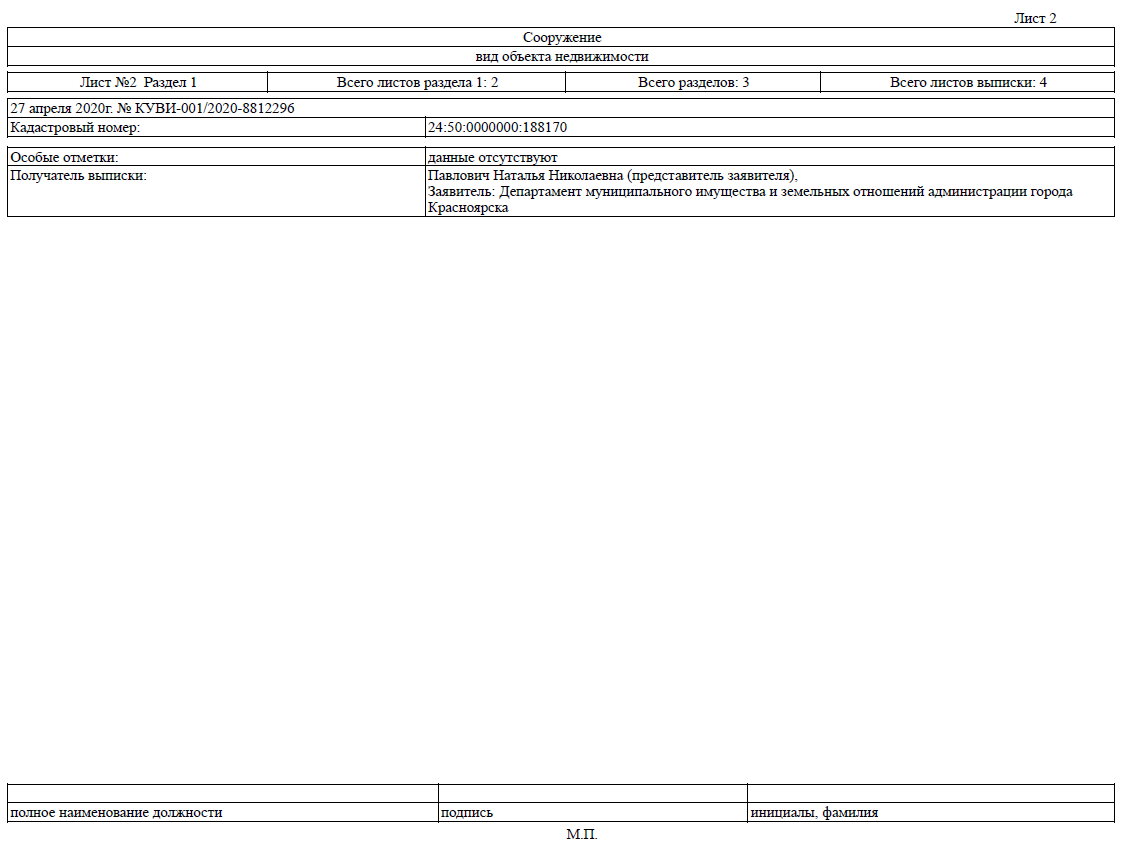 Лист 2
Сооружение
вид объекта недвижимости
Лист №2 Раздел 1 Всего листов раздела 1: 2 Всего разделов: 3 Всего листов выписки: 4
27 апреля 2020г. № КУВИ-001/2020-8812296
Кадастровый номер: 24:50:0000000:188170
Особые отметки: данные отсутствуют
Получатель выписки: Павлович Наталья Николаевна (представитель заявителя),
Заявитель: Департамент муниципального имущества и земельных отношений администрации города
Красноярска
полное наименование должности подпись инициалы, фамилия
М.П.